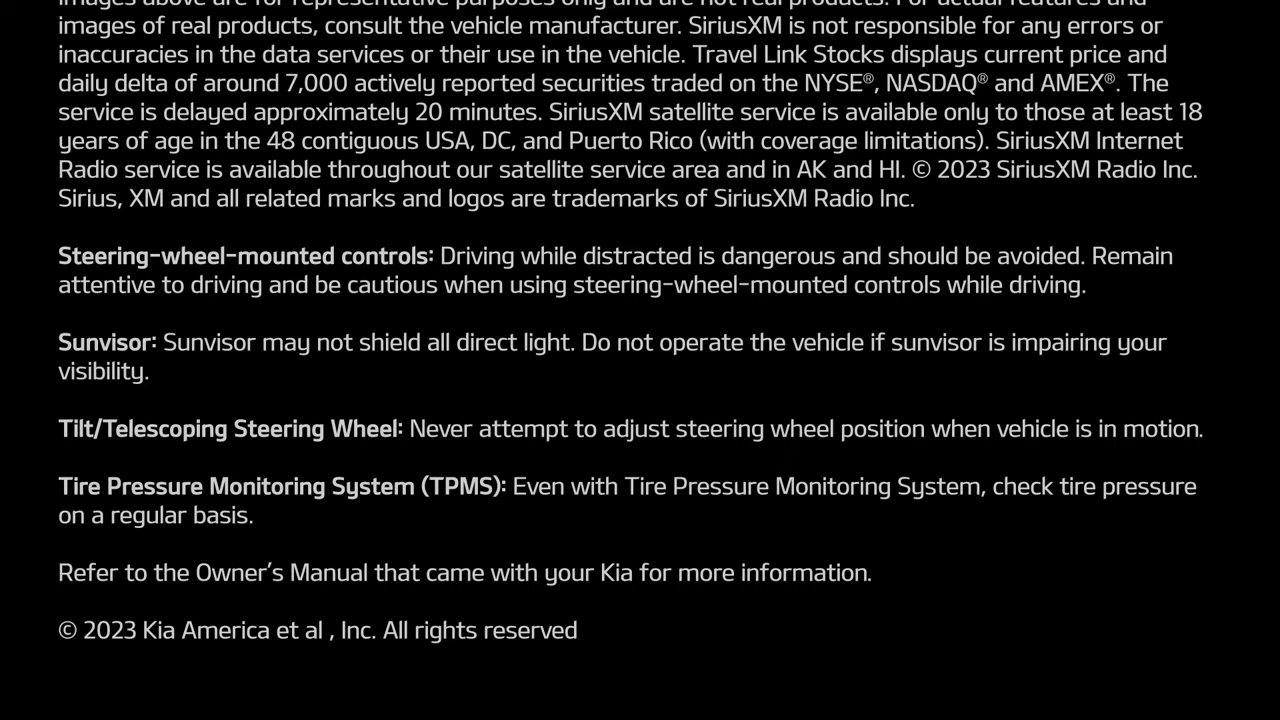 images above are for representative purposes only and are not real products. For actual features and
images of real products, consult the vehicle manufacturer. SiriusXM is not responsible for any errors or
inaccuracies in the data services or their use in the vehicle. Travel Link Stocks displays current price and
daily delta of around 7,000 actively reported securities traded on the NYSE®, NASDAQ® and AMEX®. The
service is delayed approximately 20 minutes. SiriusXM satellite service is available only to those at least 18
years of age in the 48 contiguous USA, DC, and Puerto Rico (with coverage limitations). SiriusXM Internet
Radio service is available throughout our satellite service area and in AK and HI. © 2023 SiriusXM Radio Inc.
Sirius, XM and all related marks and logos are trademarks of SiriusXM Radio Inc.
Steering-wheel-mounted controls: Driving while distracted is dangerous and should be avoided. Remain
attentive to driving and be cautious when using steering-wheel-mounted controls while driving.
Sunvisor: Sunvisor may not shield all direct light. Do not operate the vehicle if sunvisor is impairing your
visibility.
Tilt/Telescoping Steering Wheel: Never attempt to adjust steering wheel position when vehicle is in motion.
Tire Pressure Monitoring System (TPMS): Even with Tire Pressure Monitoring System, check tire pressure
on a regular basis.
Refer to the Owner's Manual that came with your Kia for more information.
© 2023 Kia America et al , Inc. All rights reserved